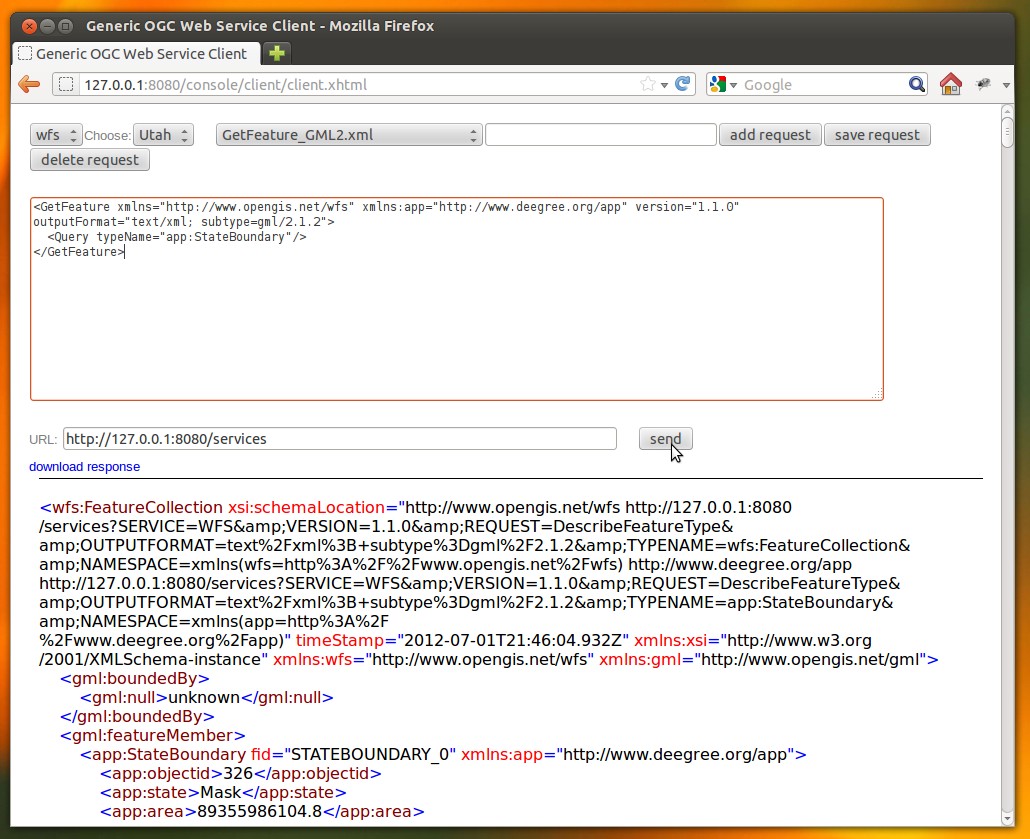 Generic OGC Web Service Client - Mozilla Firefox
Generic OGC Web Service Client
127.0.0.1:8080/console/client/client.xhtml
Google
wfs Choose: Utah GetFeature_GML2.xml add request save request
delete request
<GetFeature xmlns="http://www.opengis.net/wfs" xmlns:app="http://www.deegree.org/app" version="1.1.0"
outputFormat="text/xml; subtype=gml/2.1.2">
<Query typeName="app:StateBoundary"/>
</GetFeature>
URL: http://127.0.0.1:8080/services send
download response
<wfs:FeatureCollection xsi:schemaLocation="http://www.opengis.net/wfs http://127.0.0.1:8080
/services?SERVICE=WFS&amp;VERSION=1.1.0&amp;REQUEST=DescribeFeatureType&
amp;OUTPUTFORMAT=text%2Fxml%3B+subtype%3Dgml%2F2.1.2&amp;TYPENAME=wfs:FeatureCollection&
amp;NAMESPACE=xmlns(wfs=http%3A%2F%2Fwww.opengis.net%2Fwfs) http://www.deegree.org/app
http://127.0.0.1:8080/services?SERVICE=WFS&amp;VERSION=1.1.0&amp;REQUEST=DescribeFeatureType&
amp;OUTPUTFORMAT=text%2Fxml%3B+subtype%3Dgml%2F2.1.2&amp;TYPENAME=app:StateBoundary&
amp;NAMESPACE=xmlns(app=http%3A%2F
%2Fwww.deegree.org%2Fapp)" timeStamp="2012-07-01T21:46:04.932Z" xmlns:xsi="http://www.w3.org
/2001/XMLSchema-instance" xmlns:wfs="http://www.opengis.net/wfs" xmlns:gml="http://www.opengis.net/gml">
<gml:boundedBy>
<gml:null>unknown</gml:null>
</gml:boundedBy>
<gml:featureMember>
<app:StateBoundary fid="STATEBOUNDARY_0" xmlns:app="http://www.deegree.org/app">
<app:objectid>326</app:objectid>
<app:state>Mask</app:state>
<app:area>89355986104.8</app:area>